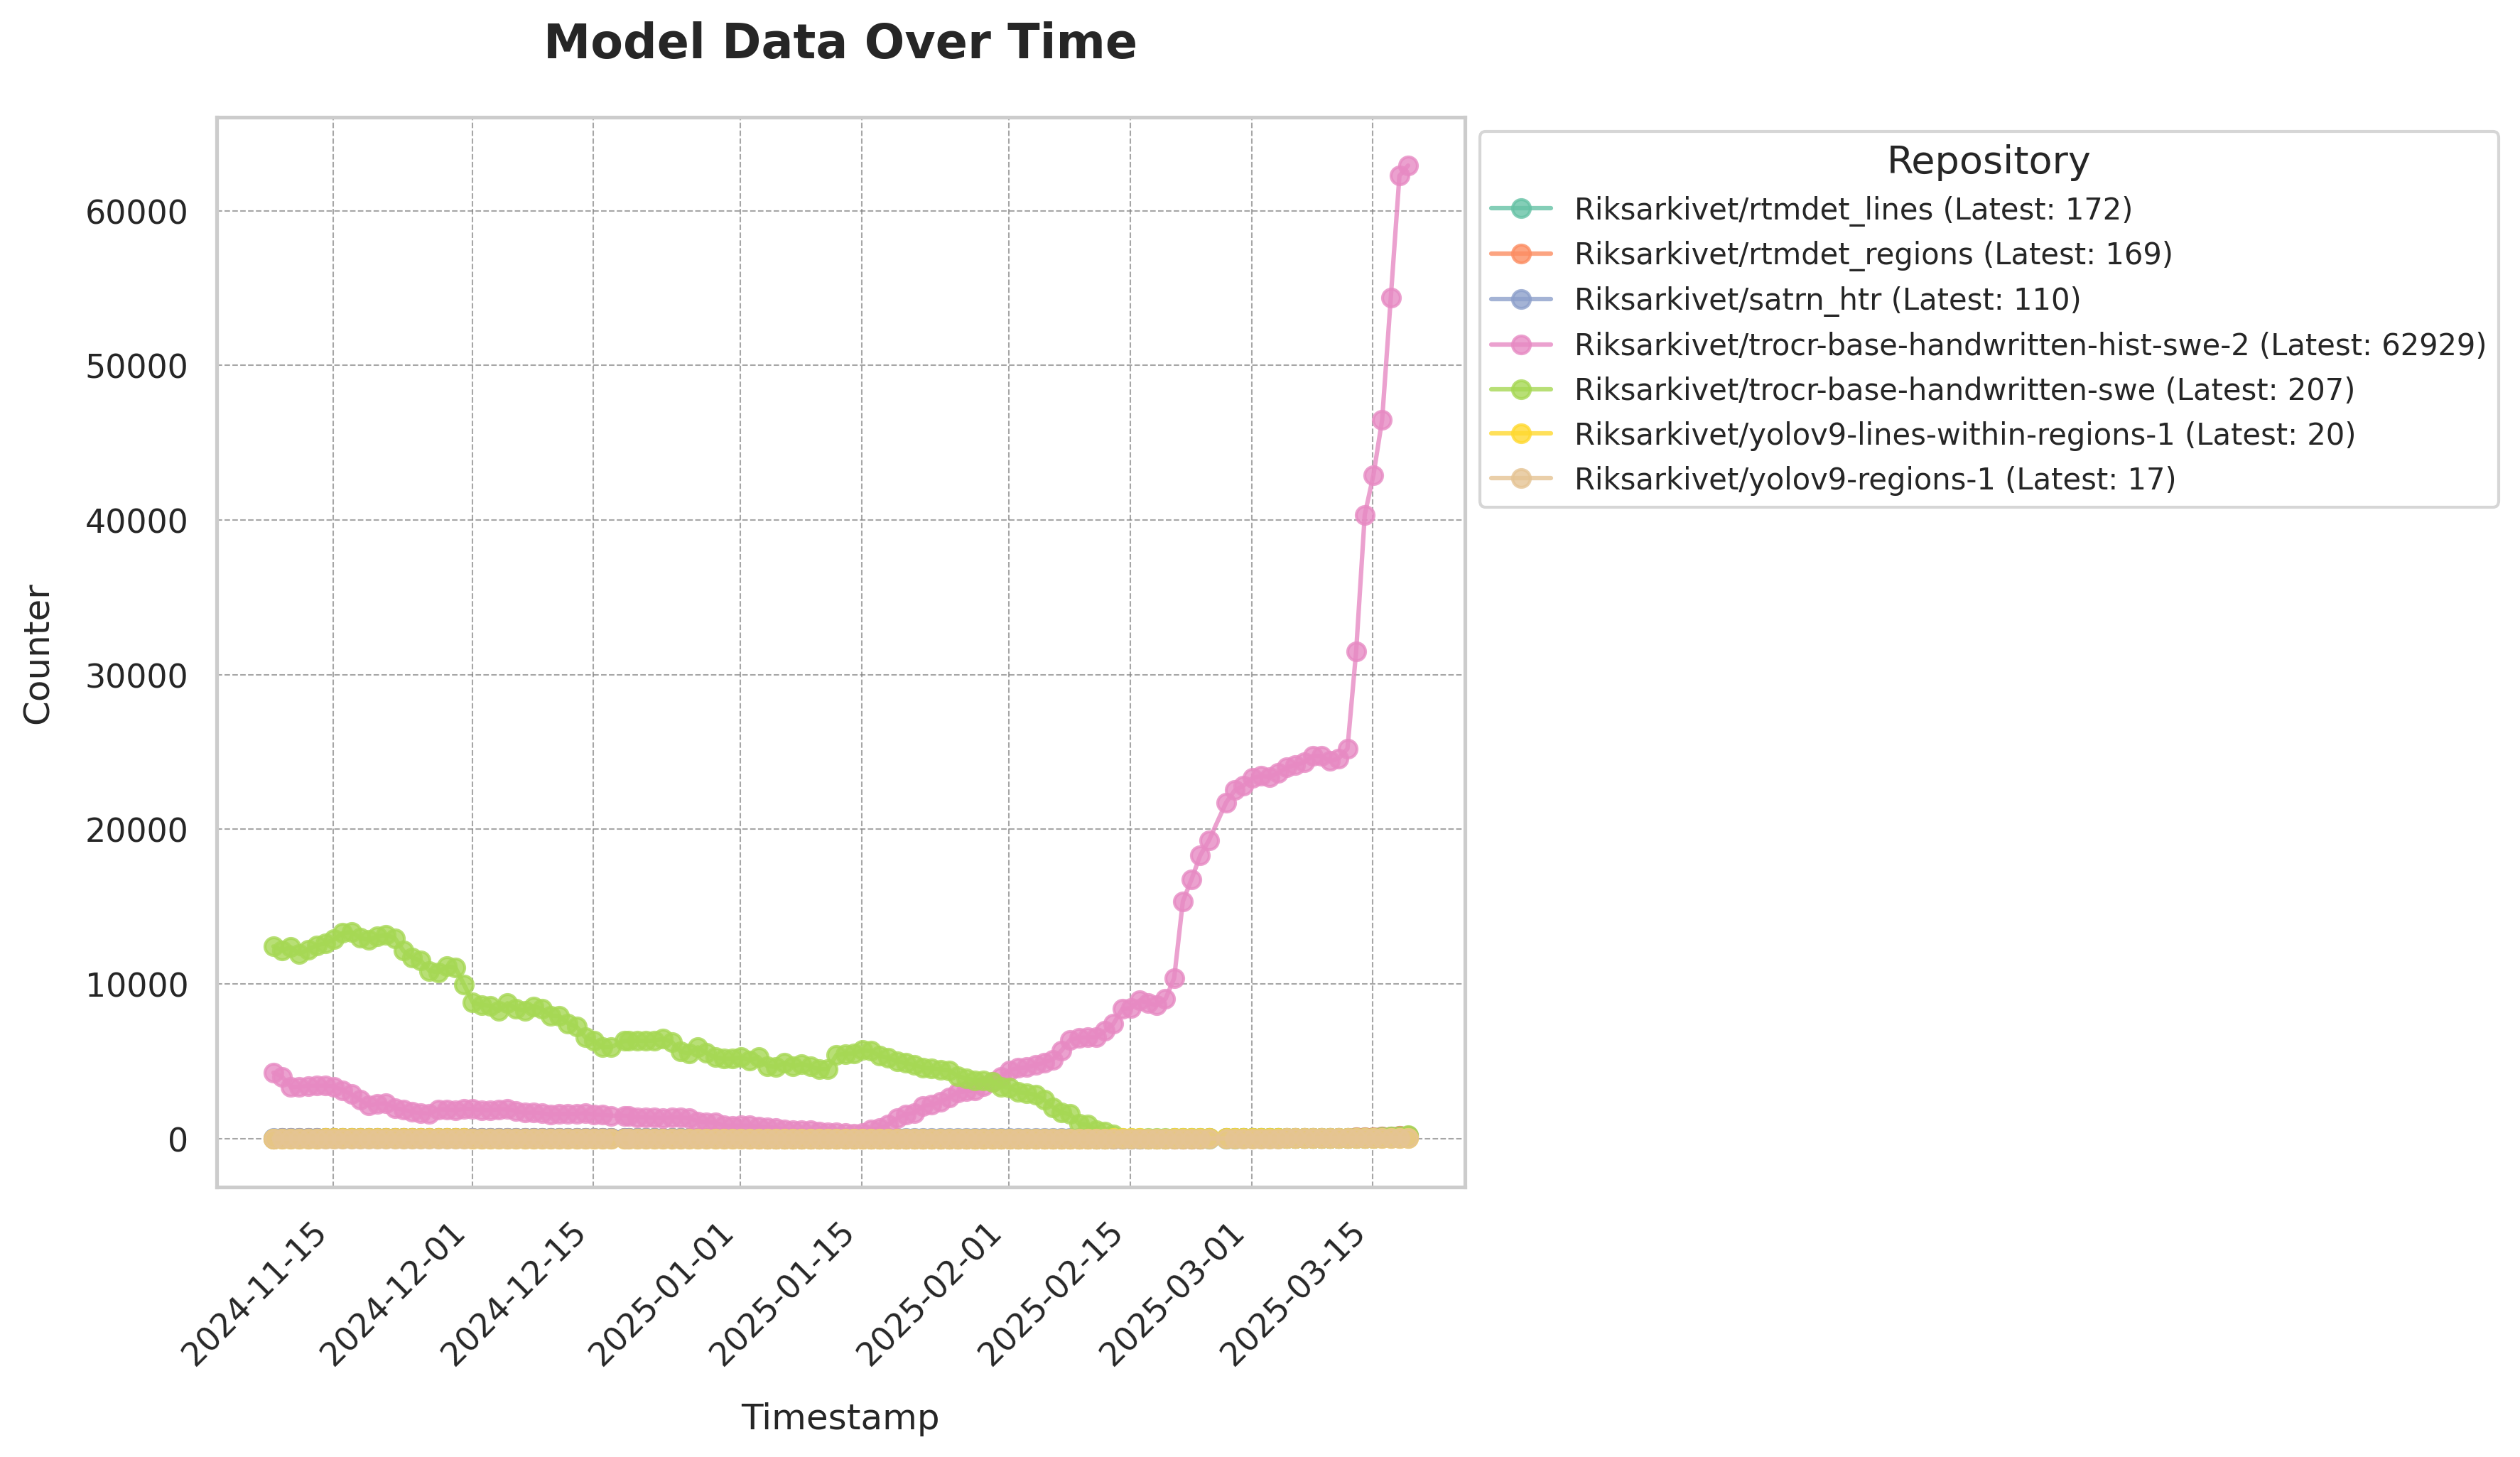 Model Data Over Time
Repository
Riksarkivet/rtmdet_lines (Latest: 172)
Riksarkivet/rtmdet_regions (Latest: 169)
Riksarkivet/satrn_htr (Latest: 110)
Riksarkivet/trocr-base-handwritten-hist-swe-2 (Latest: 62929)
Riksarkivet/trocr-base-handwritten-swe (Latest: 207)
Riksarkivet/yolov9-lines-within-regions-1 (Latest: 20)
Riksarkivet/yolov9-regions-1 (Latest: 17)
Counter
60000
50000
40000
30000
20000
10000
0
2024-11-15
2024-12-01
2024-12-15
2025-01-01
2025-01-15
2025-02-01
2025-02-15
2025-03-01
2025-03-15
Timestamp